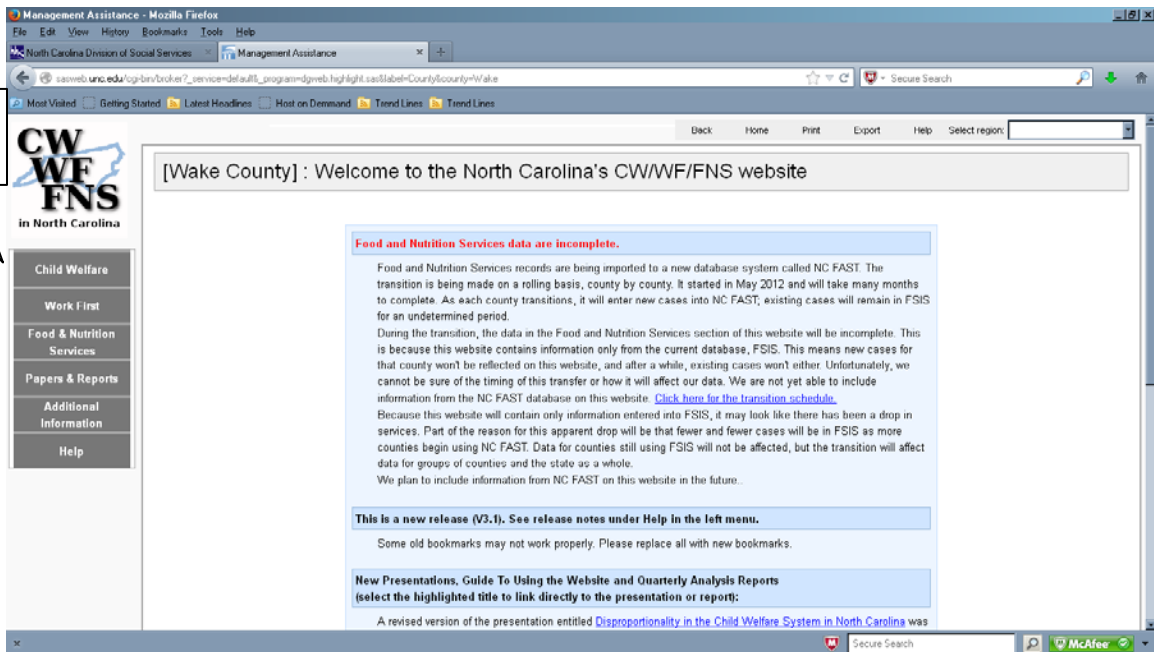 Management Assistance - Mozilla Firefox
File Edit View History Bookmarks Tools Help
North Carolina Division of Social Services × Management Assistance × +
sasweb.unc.edu/cgi-bin/broker?_service=default&_program=dgweb.highlight.sas&label=County&county=Wake
Secure Search
Most Visited Getting Started Latest Headlines Host on Demmand Trend Lines Trend Lines
Back Home Print Export Help Select region:
CW
WF
FNS
in North Carolina
[Wake County] : Welcome to the North Carolina's CW/WF/FNS website
Child Welfare
Work First
Food & Nutrition
Services
Papers & Reports
Additional
Information
Help
Food and Nutrition Services data are incomplete.
Food and Nutrition Services records are being imported to a new database system called NC FAST. The
transition is being made on a rolling basis, county by county. It started in May 2012 and will take many months
to complete. As each county transitions, it will enter new cases into NC FAST; existing cases will remain in FSIS
for an undetermined period.
During the transition, the data in the Food and Nutrition Services section of this website will be incomplete. This
is because this website contains information only from the current database, FSIS. This means new cases for
that county won't be reflected on this website, and after a while, existing cases won't either. Unfortunately, we
cannot be sure of the timing of this transfer or how it will affect our data. We are not yet able to include
information from the NC FAST database on this website. Click here for the transition schedule.
Because this website will contain only information entered into FSIS, it may look like there has been a drop in
services. Part of the reason for this apparent drop will be that fewer and fewer cases will be in FSIS as more
counties begin using NC FAST. Data for counties still using FSIS will not be affected, but the transition will affect
data for groups of counties and the state as a whole.
We plan to include information from NC FAST on this website in the future..
This is a new release (V3.1). See release notes under Help in the left menu.
Some old bookmarks may not work properly. Please replace all with new bookmarks.
New Presentations, Guide To Using the Website and Quarterly Analysis Reports
(select the highlighted title to link directly to the presentation or report):
A revised version of the presentation entitled Disproportionality in the Child Welfare System in North Carolina was
× Secure Search McAfee